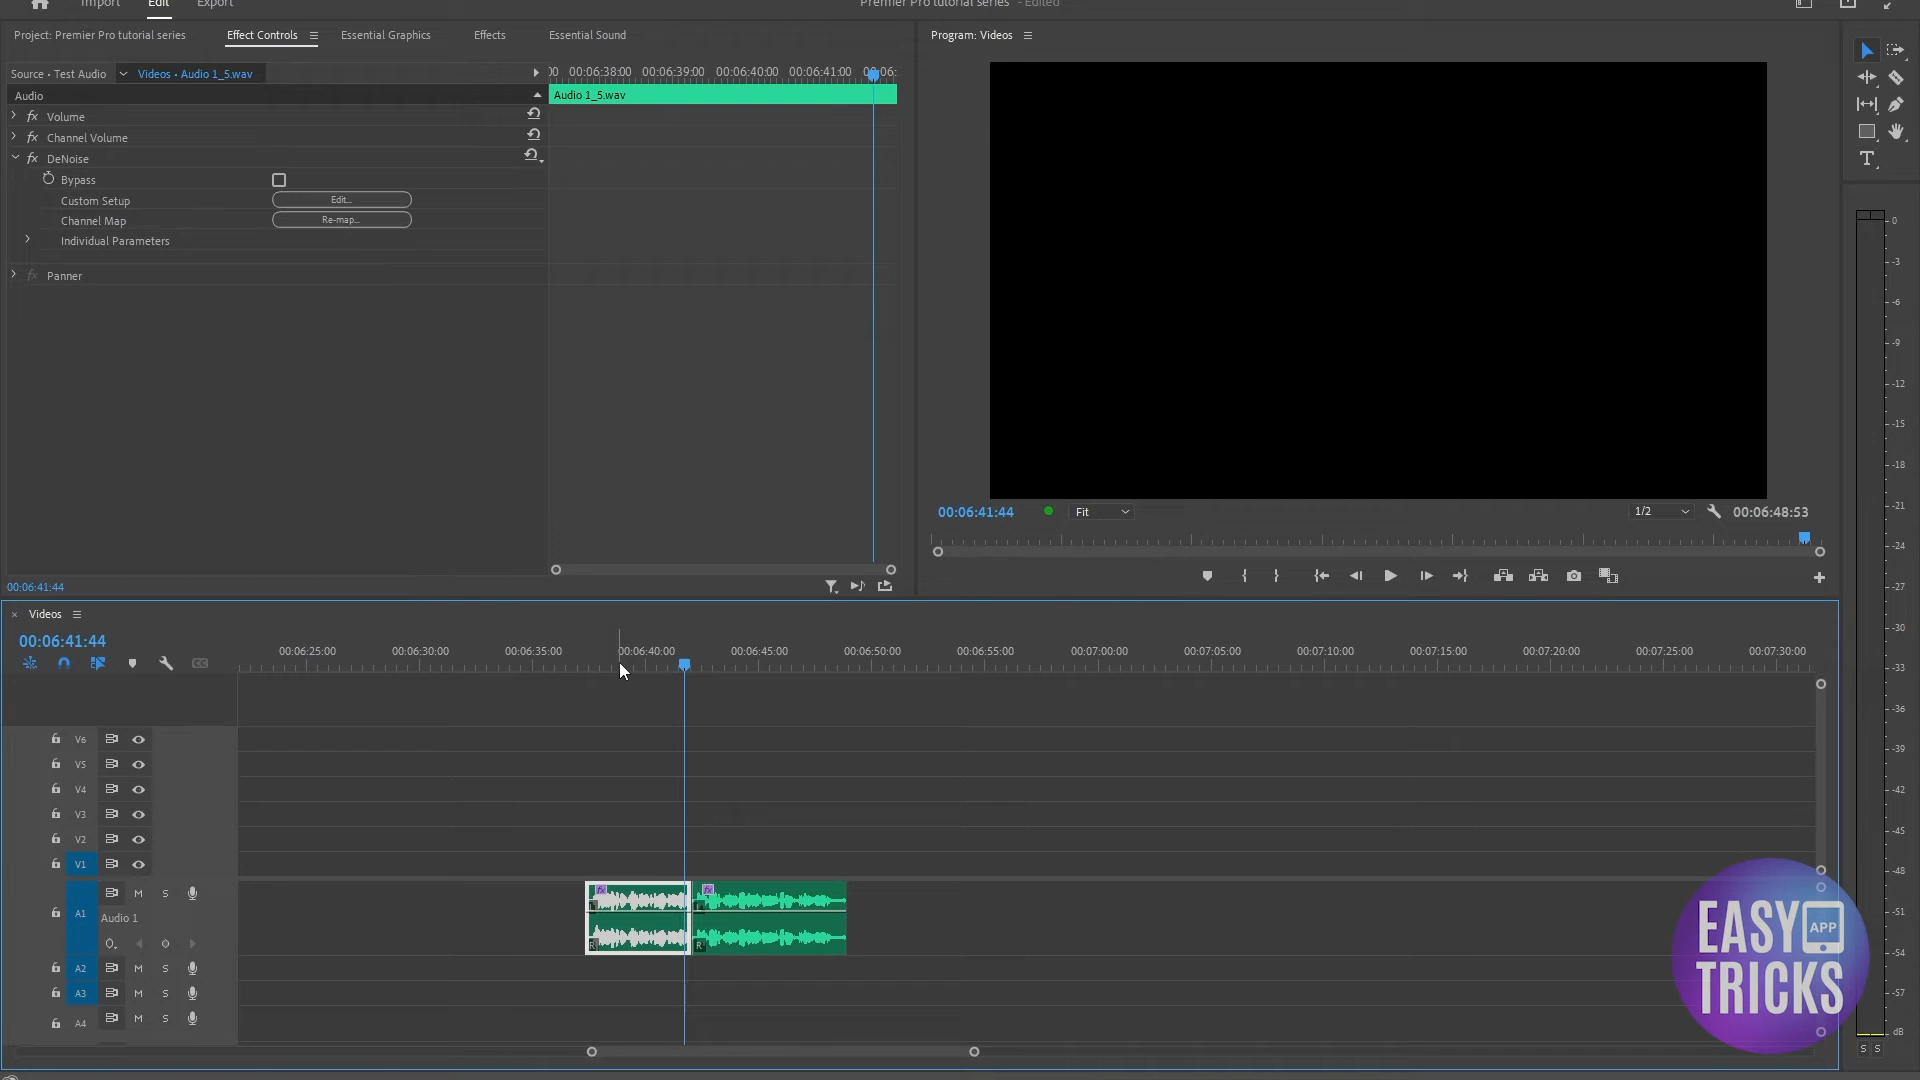 Import Edit Export
Premier Pro tutorial series - Edited
Project: Premier Pro tutorial series Effect Controls Essential Graphics Effects Essential Sound
Program: Videos
Source • Test Audio Videos • Audio 1_5.wav
00:06:38:00 00:06:39:00 00:06:40:00 00:06:41:00
Audio
Audio 1_5.wav
fx Volume
fx Channel Volume
fx DeNoise
Bypass
Custom Setup Edit...
Channel Map Re-map...
Individual Parameters
fx Panner
00:06:41:44 Fit 1/2 00:06:48:53
00:06:41:44
Videos
00:06:41:44
00:06:25:00 00:06:30:00 00:06:35:00 00:06:40:00 00:06:45:00 00:06:50:00 00:06:55:00 00:07:00:00 00:07:05:00 00:07:10:00 00:07:15:00 00:07:20:00 00:07:25:00 00:07:30:00
V6
V5
V4
V3
V2
V1
A1 M S
Audio 1
A2 M S
A3 M S
A4 M S
fx fx
R R
0
-3
-6
-9
-12
-15
-18
-21
-24
-27
-30
-33
-36
-39
-42
-45
-48
-51
-54
-57
dB
S S
EASY APP
TRICKS